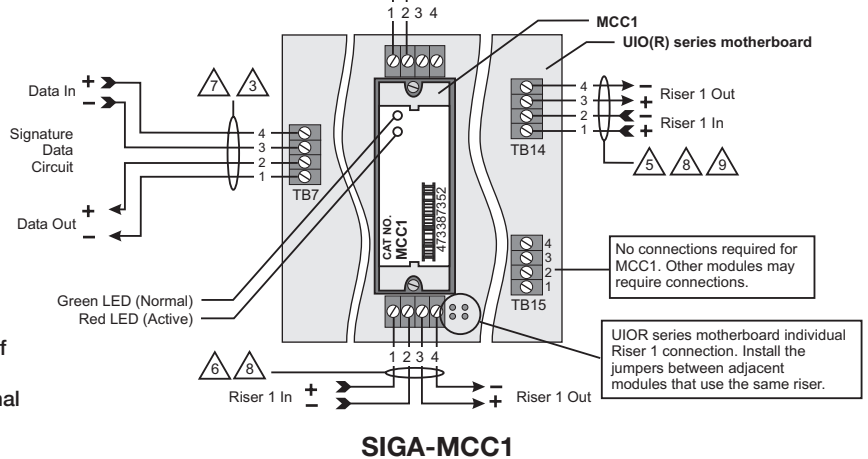 1 2 3 4
MCC1
UIO(R) series motherboard
Data In
+
−
7 3
4
3
2
1
TB7
Signature
Data
Circuit
Data Out
+
−
4
3
2
1
TB14
− Riser 1 Out
+
− Riser 1 In
+
5 8 9
CAT NO.
MCC1
473387352
4
3
2
1
TB15
No connections required for
MCC1. Other modules may
require connections.
Green LED (Normal)
Red LED (Active)
UIOR series motherboard individual
Riser 1 connection. Install the
jumpers between adjacent
modules that use the same riser.
f
nal
6 8
1 2 3 4
Riser 1 In + −
− + Riser 1 Out
SIGA-MCC1